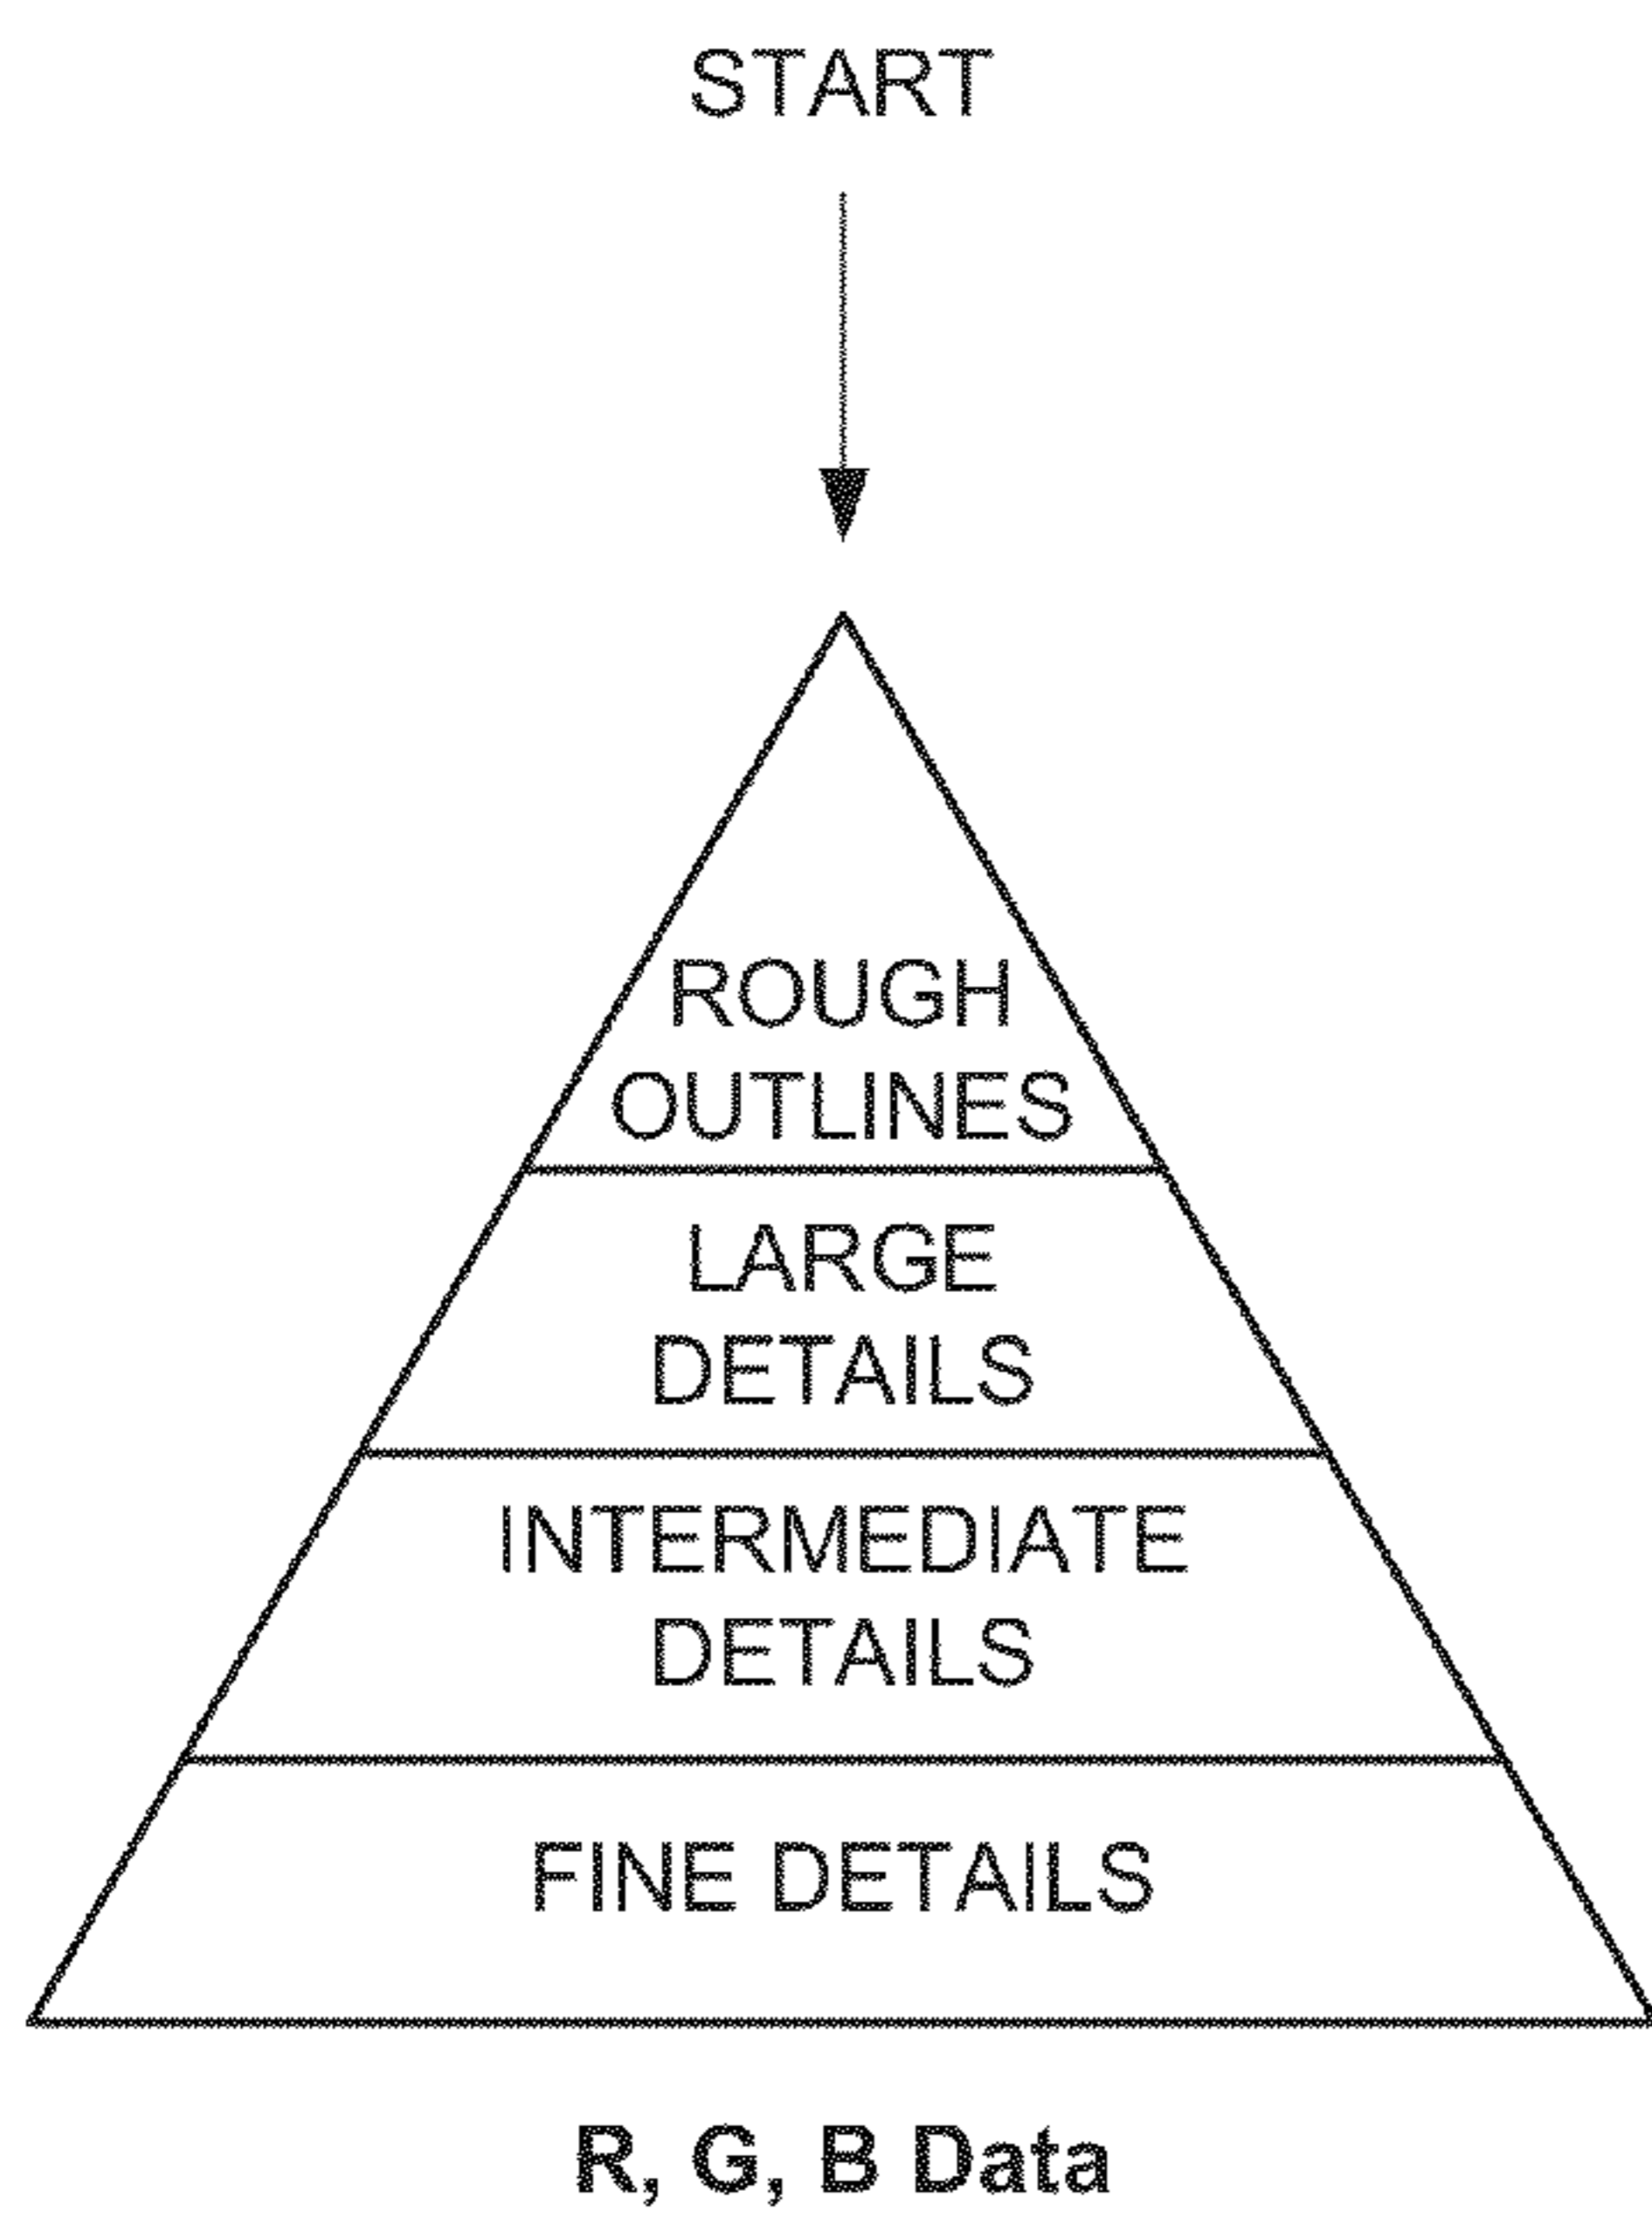 START
ROUGH
OUTLINES
LARGE
DETAILS
INTERMEDIATE
DETAILS
FINE DETAILS
R, G, B Data